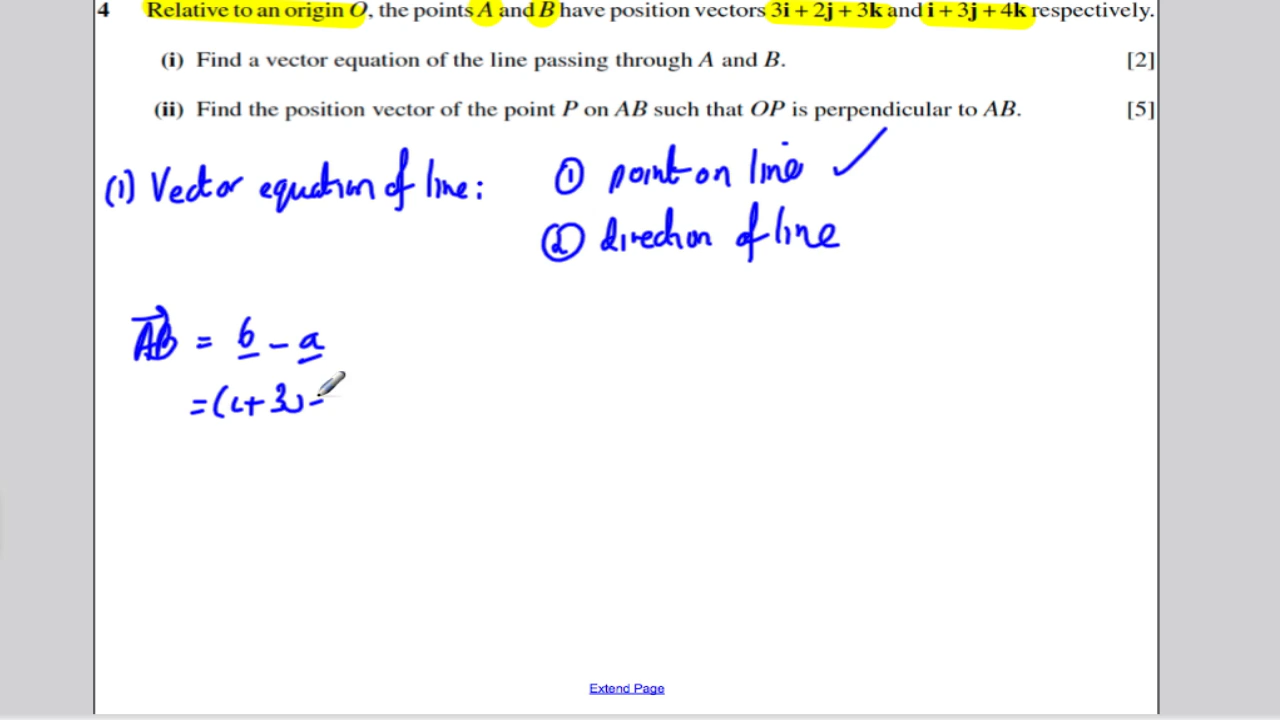 4 Relative to an origin O, the points A and B have position vectors 3i + 2j + 3k and i + 3j + 4k respectively.
(i) Find a vector equation of the line passing through A and B. [2]
(ii) Find the position vector of the point P on AB such that OP is perpendicular to AB. [5]
(i) Vector equation of line: ① point on line ✓
② direction of line
AB = b - a
= (i + 3j
Extend Page